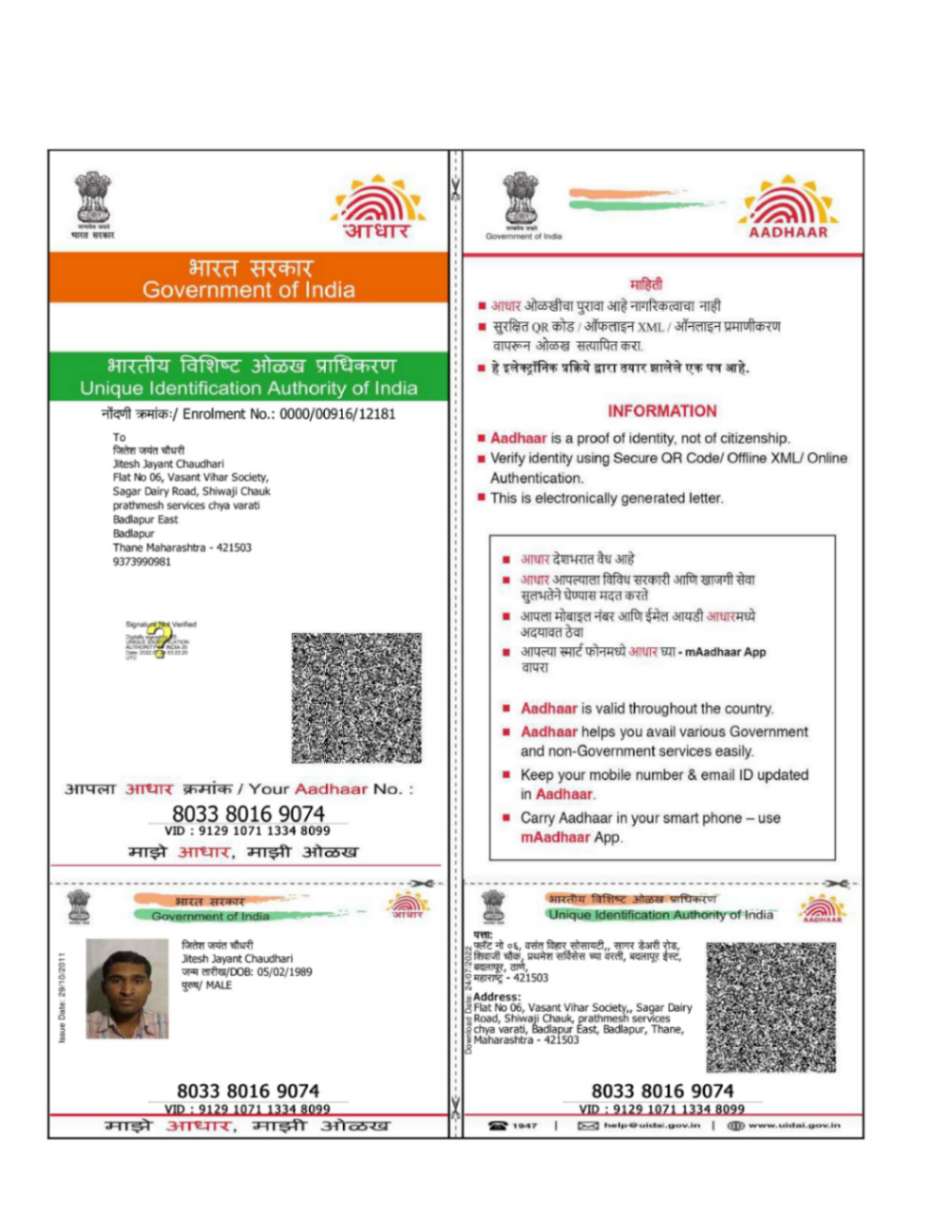 भारत सरकार
आधार
भारत सरकार
Government of India
भारतीय विशिष्ट ओळख प्राधिकरण
Unique Identification Authority of India
नोंदणी क्रमांक:/ Enrolment No.: 0000/00916/12181
To
जितेश जयंत चौधरी
Jitesh Jayant Chaudhari
Flat No 06, Vasant Vihar Society,
Sagar Dairy Road, Shiwaji Chauk
prathmesh services chya varati
Badlapur East
Badlapur
Thane Maharashtra - 421503
9373990981
Signature Not Verified
आपला आधार क्रमांक / Your Aadhaar No. :
8033 8016 9074
VID : 9129 1071 1334 8099
माझे आधार, माझी ओळख
Government of India
AADHAAR
माहिती
■ आधार ओळखीचा पुरावा आहे नागरिकत्वाचा नाही
■ सुरक्षित QR कोड / ऑफलाइन XML / ऑनलाइन प्रमाणीकरण
वापरून ओळख सत्यापित करा.
■ हे इलेक्ट्रॉनिक प्रक्रिये द्वारा तयार झालेले एक पत्र आहे.
INFORMATION
■ Aadhaar is a proof of identity, not of citizenship.
■ Verify identity using Secure QR Code/ Offline XML/ Online
Authentication.
■ This is electronically generated letter.
■ आधार देशभरात वैध आहे
■ आधार आपल्याला विविध सरकारी आणि खाजगी सेवा
सुलभतेने घेण्यास मदत करते
■ आपला मोबाइल नंबर आणि ईमेल आयडी आधारमध्ये
अदयावत ठेवा
■ आपल्या स्मार्ट फोनमध्ये आधार घ्या - mAadhaar App
वापरा
■ Aadhaar is valid throughout the country.
■ Aadhaar helps you avail various Government
and non-Government services easily.
■ Keep your mobile number & email ID updated
in Aadhaar.
■ Carry Aadhaar in your smart phone – use
mAadhaar App.
भारत सरकार
Government of India
आधार
Issue Date: 29/10/2011
जितेश जयंत चौधरी
Jitesh Jayant Chaudhari
जन्म तारीख/DOB: 05/02/1989
पुरुष/ MALE
8033 8016 9074
VID : 9129 1071 1334 8099
माझे आधार, माझी ओळख
भारतीय विशिष्ट ओळख प्राधिकरण
Unique Identification Authority of India
AADHAAR
Download Date: 24/07/2022
पत्ता:
फ्लॅट नो ०६, वसंत विहार सोसायटी,, सागर डेअरी रोड,
शिवाजी चौक, प्रथमेश सर्विसेस च्या वरती, बदलापूर ईस्ट,
बदलापूर, ठाणे,
महाराष्ट्र - 421503
Address:
Flat No 06, Vasant Vihar Society,, Sagar Dairy
Road, Shiwaji Chauk, prathmesh services
chya varati, Badlapur East, Badlapur, Thane,
Maharashtra - 421503
8033 8016 9074
VID : 9129 1071 1334 8099
1947 | help@uidai.gov.in | www.uidai.gov.in